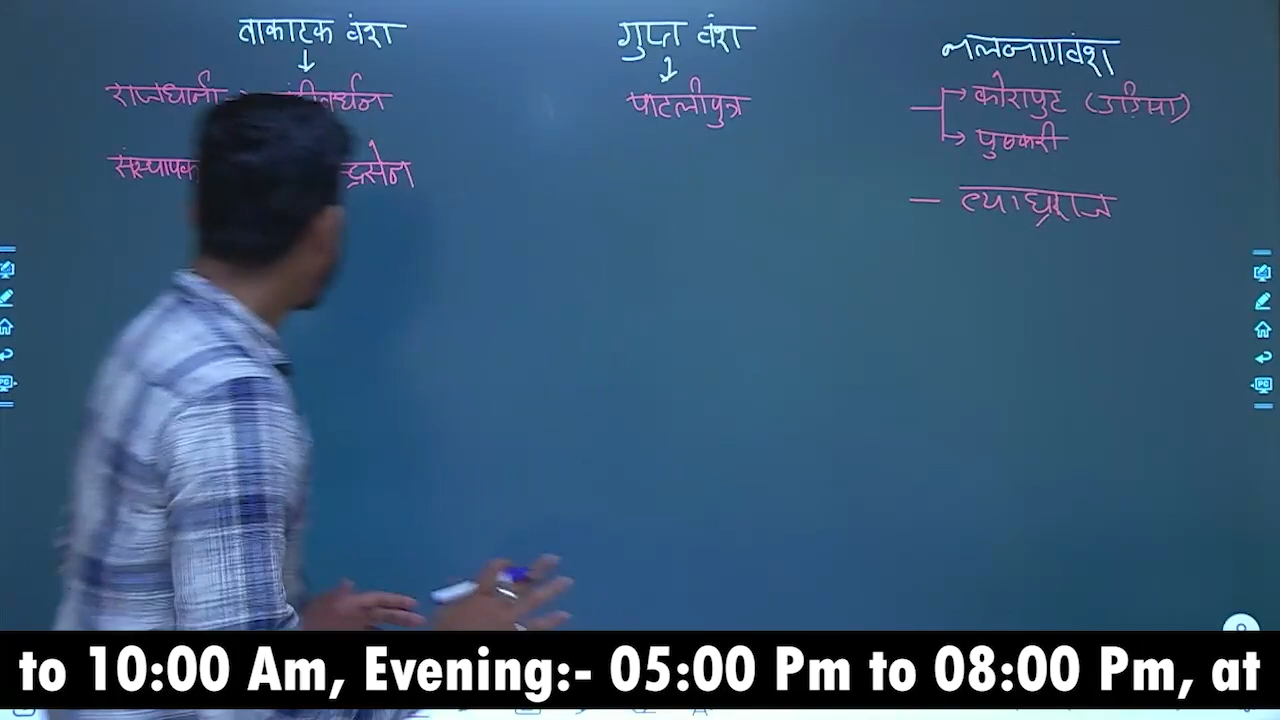 वाकाटक वंश
↓
राजधानी
संस्थापक
गुप्त वंश
↓
पाटलीपुत्र
नलनागवंश
→ कोरापुट (उड़िसा)
→ पुष्करी
— व्याघ्रराज
to 10:00 Am, Evening:- 05:00 Pm to 08:00 Pm, at